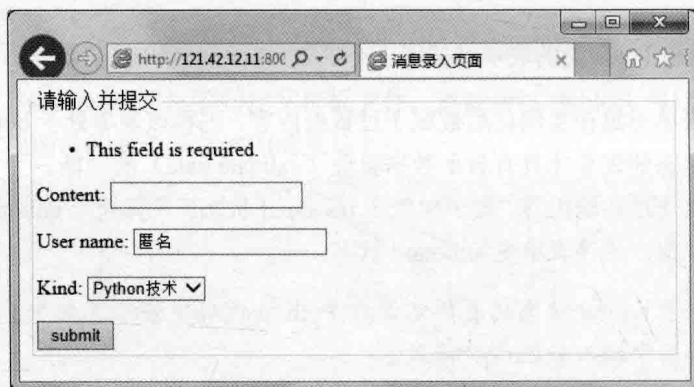 http://121.42.12.11:800
消息录入页面
请输入并提交
• This field is required.
Content:
User name: 匿名
Kind: Python技术
submit